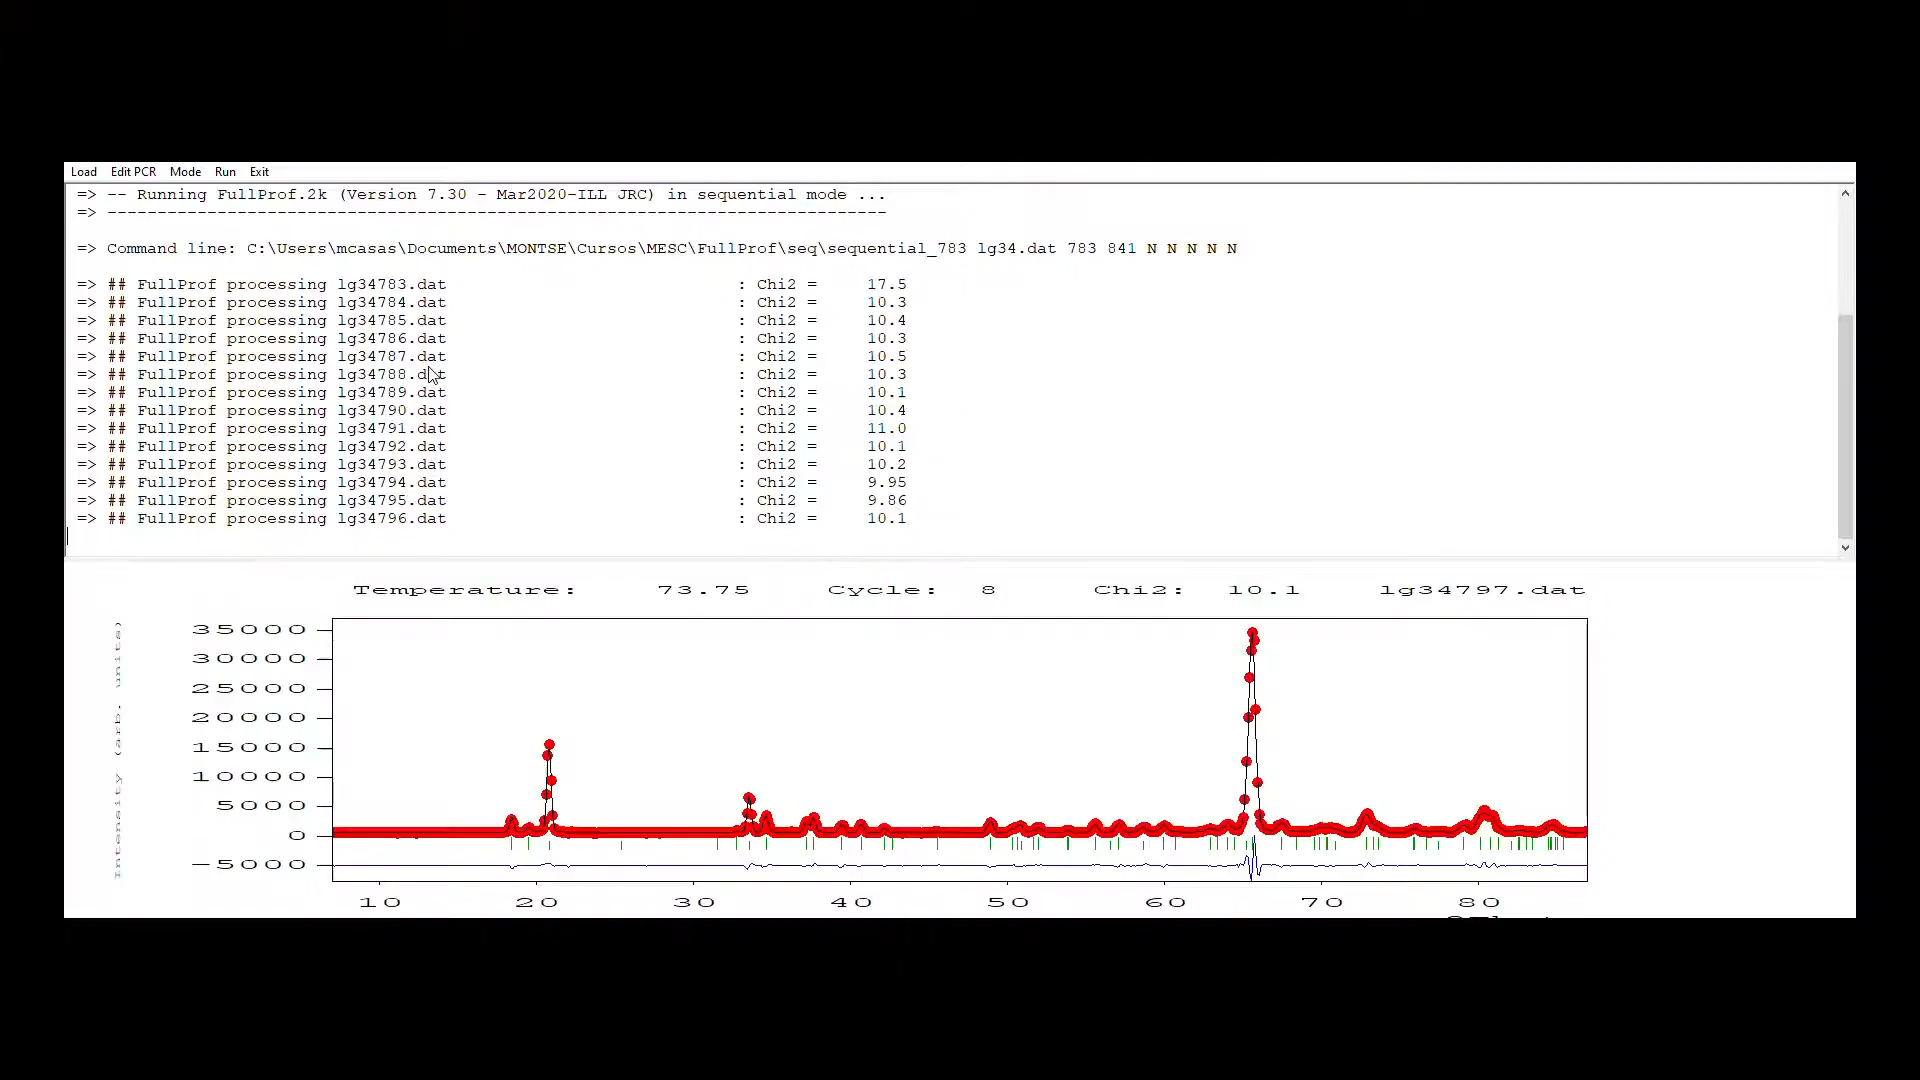 Load Edit PCR Mode Run Exit
=> -- Running FullProf.2k (Version 7.30 - Mar2020-ILL JRC) in sequential mode ...
=> ------------------------------------------------------------------------------
=> Command line: C:\Users\mcasas\Documents\MONTSE\Cursos\MESC\FullProf\seq\sequential_783 lg34.dat 783 841 N N N N N
=> ## FullProf processing lg34783.dat : Chi2 = 17.5
=> ## FullProf processing lg34784.dat : Chi2 = 10.3
=> ## FullProf processing lg34785.dat : Chi2 = 10.4
=> ## FullProf processing lg34786.dat : Chi2 = 10.3
=> ## FullProf processing lg34787.dat : Chi2 = 10.5
=> ## FullProf processing lg34788.dat : Chi2 = 10.3
=> ## FullProf processing lg34789.dat : Chi2 = 10.1
=> ## FullProf processing lg34790.dat : Chi2 = 10.4
=> ## FullProf processing lg34791.dat : Chi2 = 11.0
=> ## FullProf processing lg34792.dat : Chi2 = 10.1
=> ## FullProf processing lg34793.dat : Chi2 = 10.2
=> ## FullProf processing lg34794.dat : Chi2 = 9.95
=> ## FullProf processing lg34795.dat : Chi2 = 9.86
=> ## FullProf processing lg34796.dat : Chi2 = 10.1
Temperature: 73.75 Cycle: 8 Chi2: 10.1 lg34797.dat
Intensity (arb. units)
35000
30000
25000
20000
15000
10000
5000
0
-5000
10 20 30 40 50 60 70 80